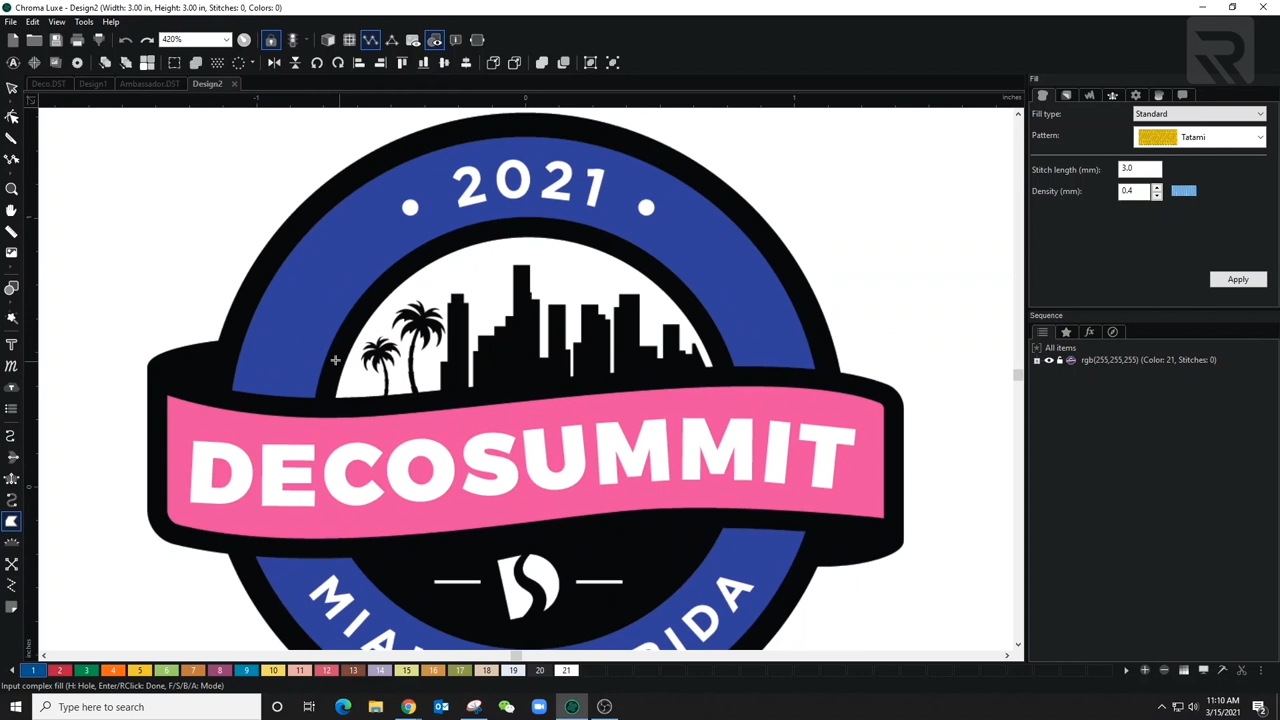 Chroma Luxe - Design2 (Width: 3.00 in, Height: 3.00 in, Stitches: 0, Colors: 0)
File Edit View Tools Help
420%
Deco.DST Design1 Ambassador.DST Design2
-1 0 1 inches
Fill
Fill type: Standard
Pattern: Tatami
Stitch length (mm): 3.0
Density (mm): 0.4
Apply
Sequence
All items
rgb(255,255,255) (Color: 21, Stitches: 0)
2021
DECOSUMMIT
inches
1 2 3 4 5 6 7 8 9 10 11 12 13 14 15 16 17 18 19 20 21
Input complex fill (H: Hole, Enter/RClick: Done, F/S/B/A: Mode)
Type here to search
11:10 AM
3/15/2021